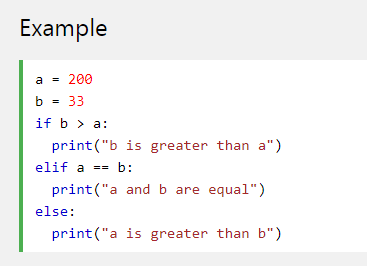 Example
a = 200
b = 33
if b > a:
  print("b is greater than a")
elif a == b:
  print("a and b are equal")
else:
  print("a is greater than b")